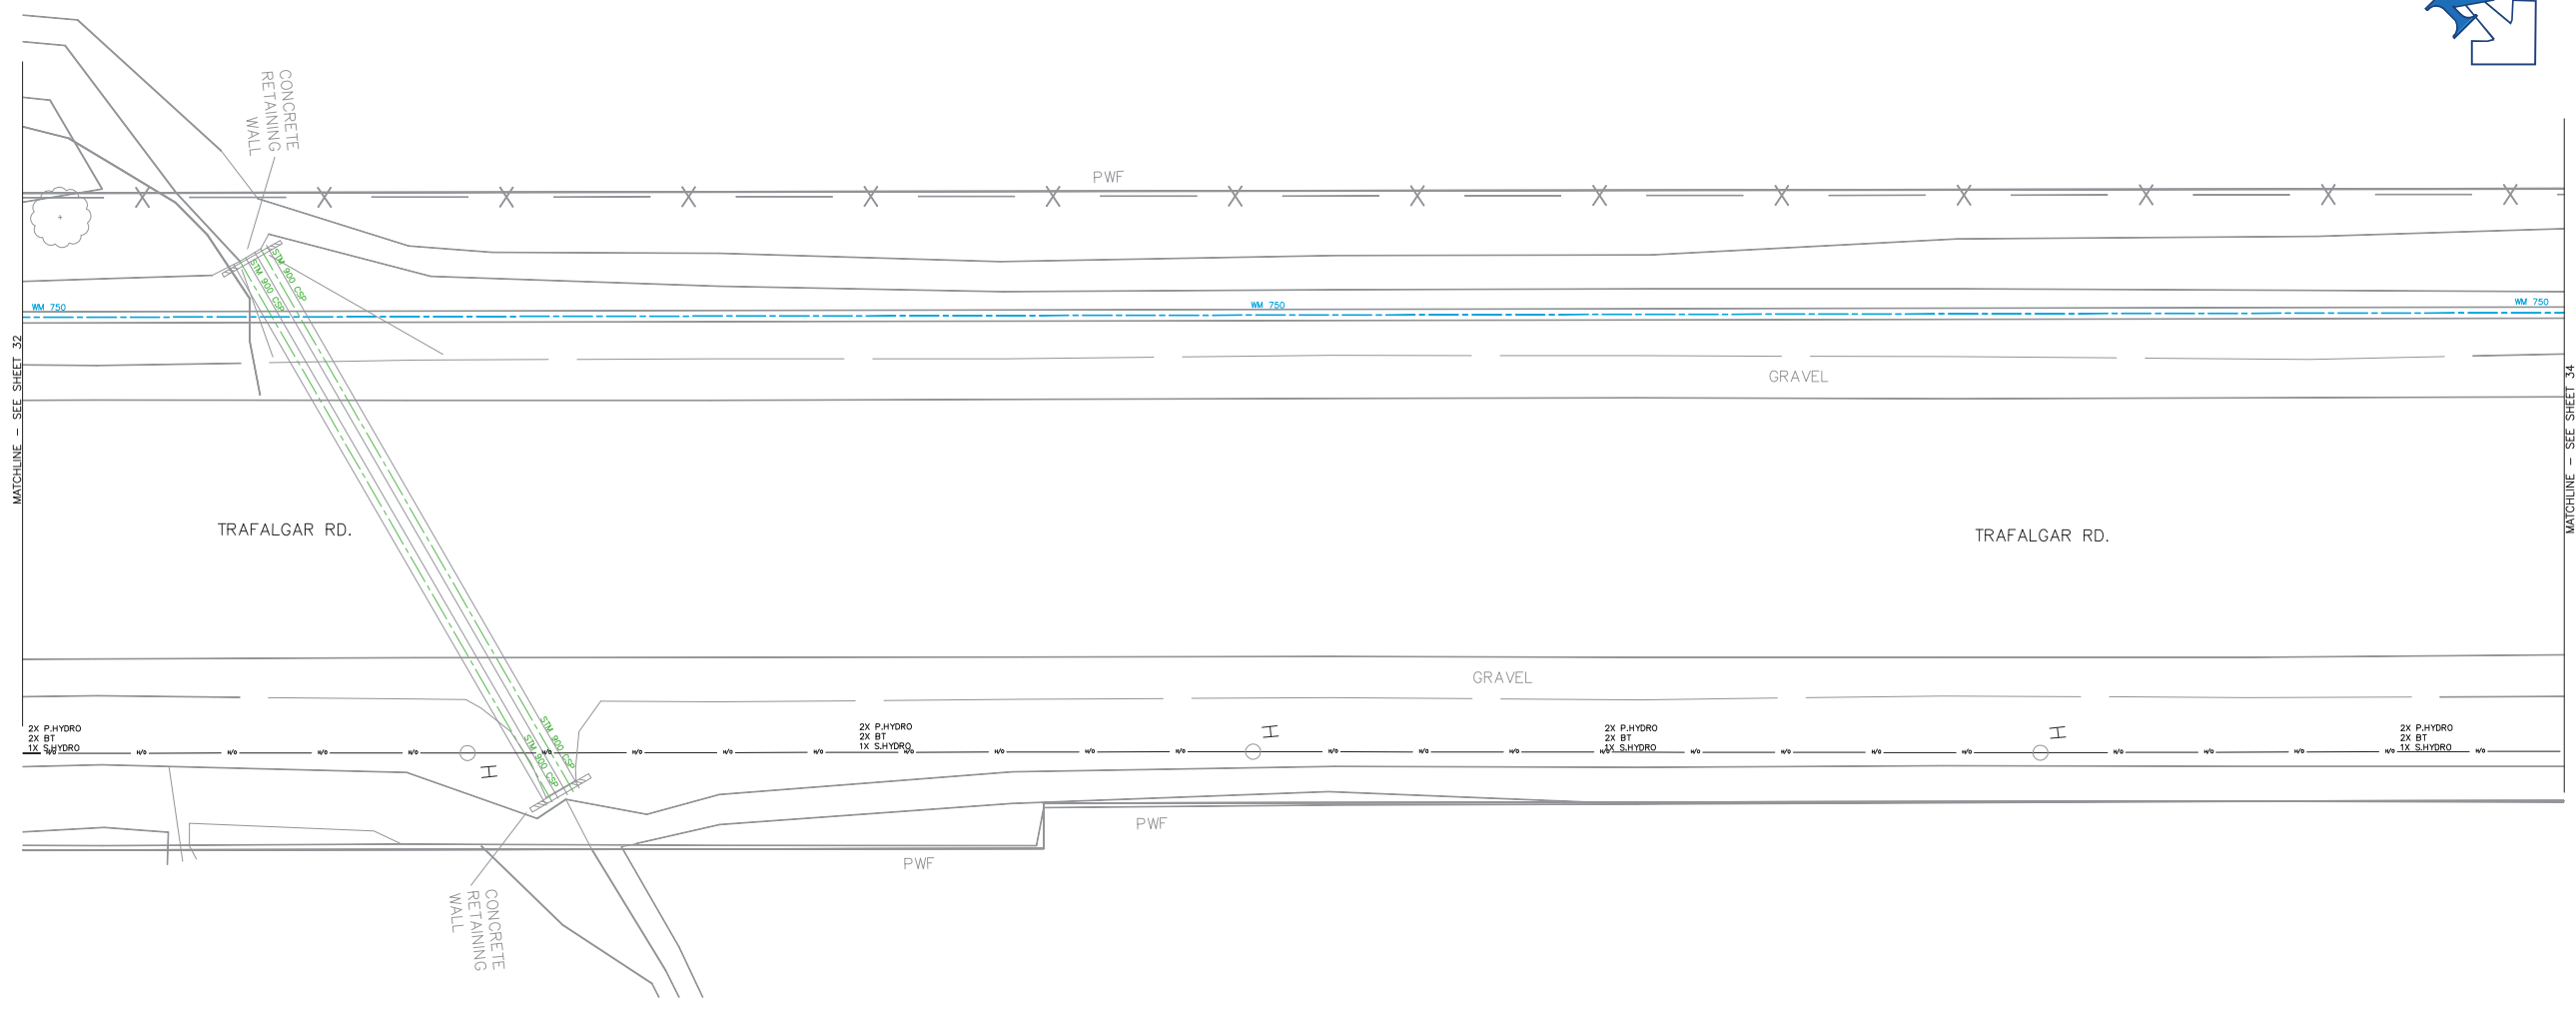 CONCRETE
RETAINING
WALL
PWF
STM 900 CSP
STM 900 CSP
WM 750
WM 750
WM 750
MATCHLINE - SEE SHEET 32
MATCHLINE - SEE SHEET 34
GRAVEL
TRAFALGAR RD.
TRAFALGAR RD.
GRAVEL
STM 900 CSP
STM 900 CSP
2X P.HYDRO
2X BT
1X S.HYDRO
2X P.HYDRO
2X BT
1X S.HYDRO
2X P.HYDRO
2X BT
1X S.HYDRO
2X P.HYDRO
2X BT
1X S.HYDRO
H
H
H
PWF
PWF
CONCRETE
RETAINING
WALL